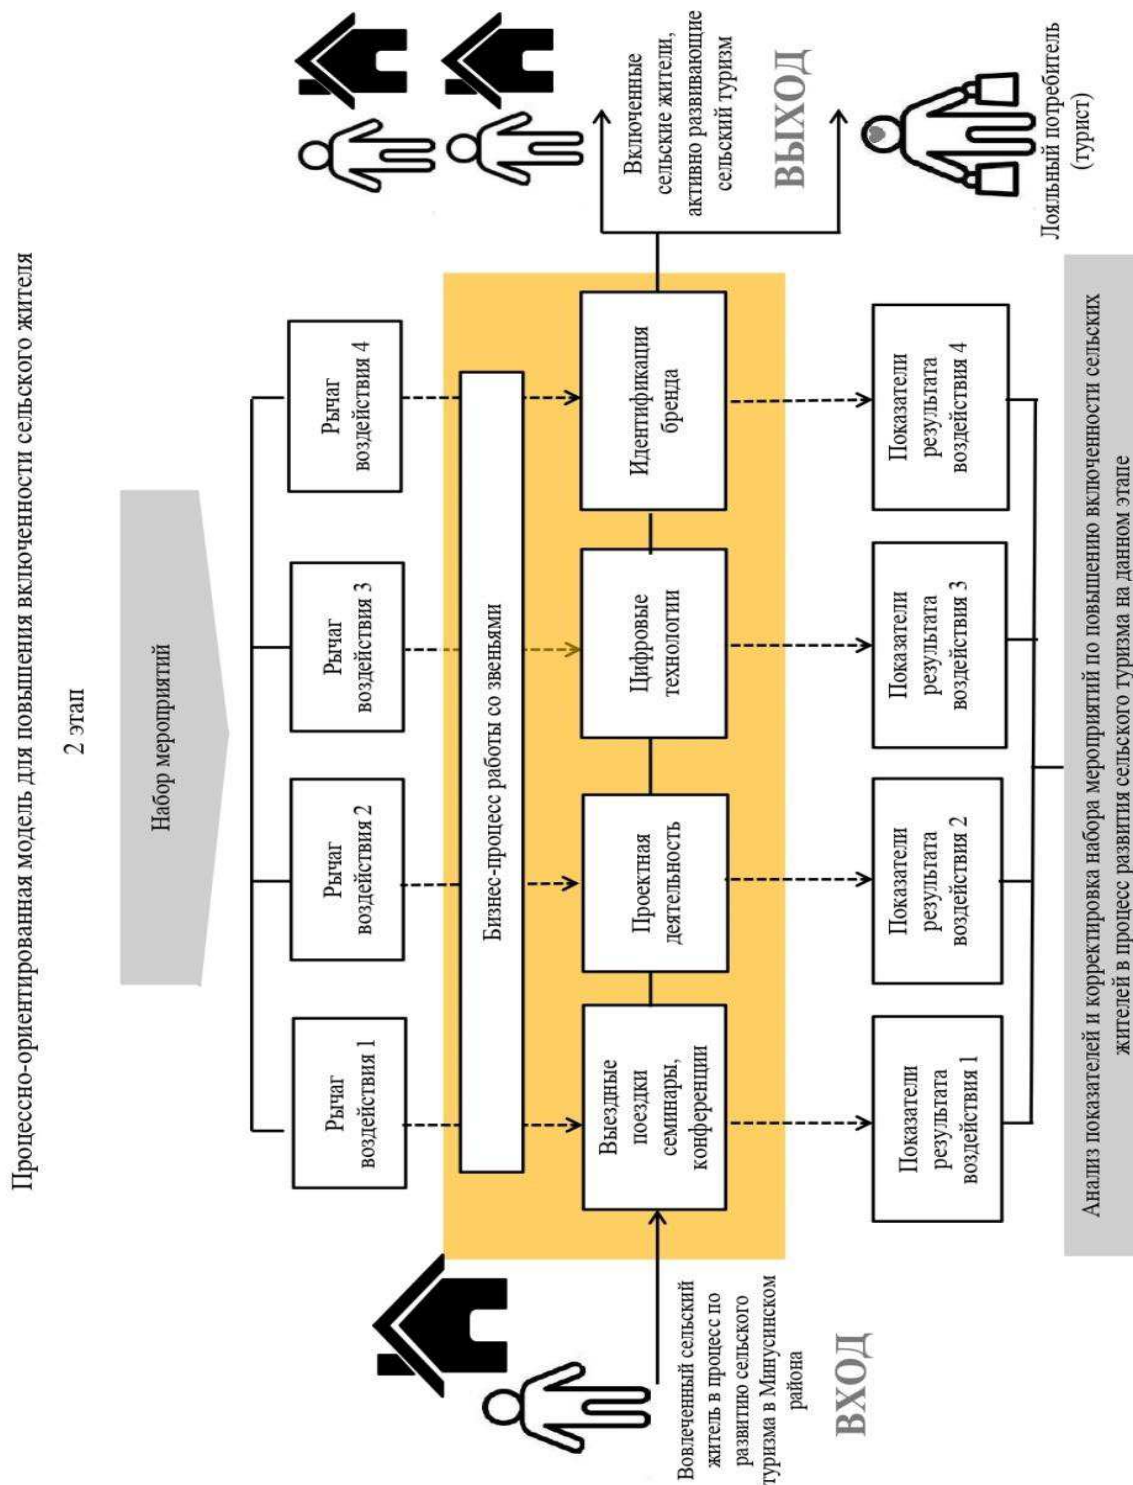 Процессно-ориентированная модель для повышения включенности сельского жителя
2 этап
Набор мероприятий
Рычаг
воздействия 1
Рычаг
воздействия 2
Рычаг
воздействия 3
Рычаг
воздействия 4
Бизнес-процесс работы со звеньями
Вовлеченный сельский
житель в процесс по
развитию сельского
туризма в Минусинском
района
ВХОД
Выездные
поездки
семинары,
конференции
Проектная
деятельность
Цифровые
технологии
Идентификация
бренда
Включенные
сельские жители,
активно развивающие
сельский туризм
ВЫХОД
Лояльный потребитель
(турист)
Показатели
результата
воздействия 1
Показатели
результата
воздействия 2
Показатели
результата
воздействия 3
Показатели
результата
воздействия 4
Анализ показателей и корректировка набора мероприятий по повышению включенности сельских
жителей в процесс развития сельского туризма на данном этапе